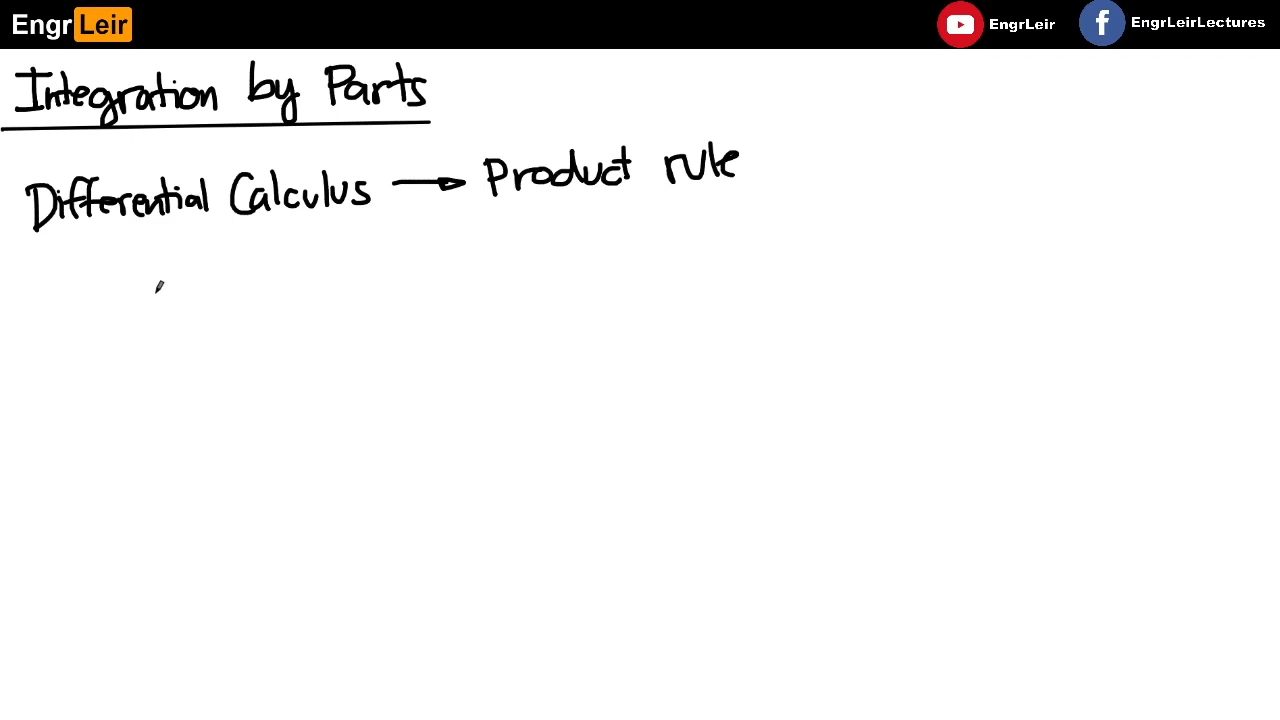 EngrLeir EngrLeir EngrLeirLectures
Integration by Parts
Differential Calculus → Product rule